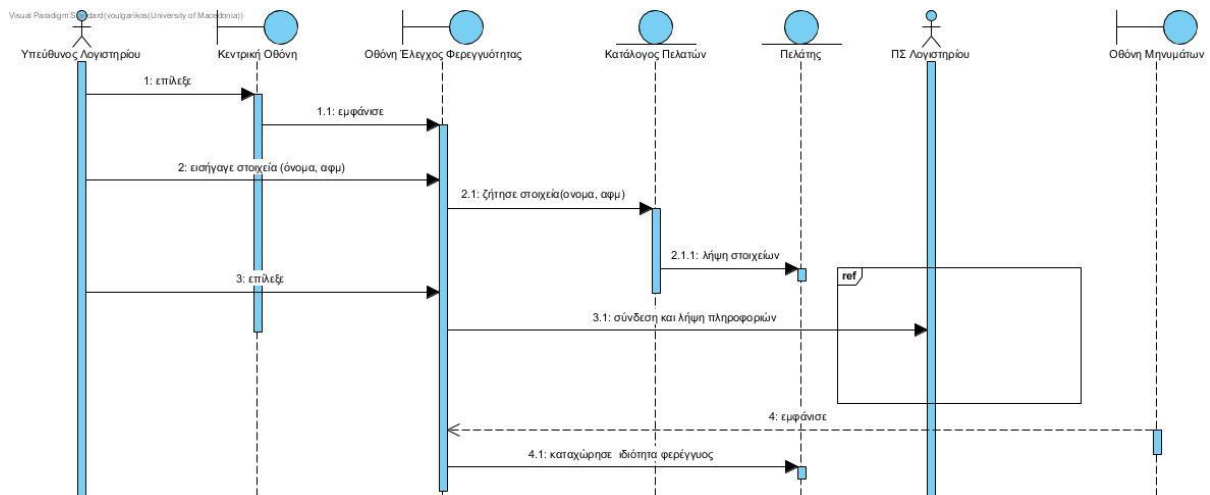 Visual Paradigm Standard(voulgarikos(University of Macedonia))
Υπεύθυνος Λογιστηρίου
Κεντρική Οθόνη
Οθόνη Έλεγχος Φερεγγυότητας
Κατάλογος Πελατών
Πελάτης
ΠΣ Λογιστηρίου
Οθόνη Μηνυμάτων
1: επίλεξε
1.1: εμφάνισε
2: εισήγαγε στοιχεία (όνομα, αφμ)
2.1: ζήτησε στοιχεία(ονομα, αφμ)
2.1.1: λήψη στοιχείων
ref
3: επίλεξε
3.1: σύνδεση και λήψη πληροφοριών
4: εμφάνισε
4.1: καταχώρησε ιδιότητα φερέγγυος